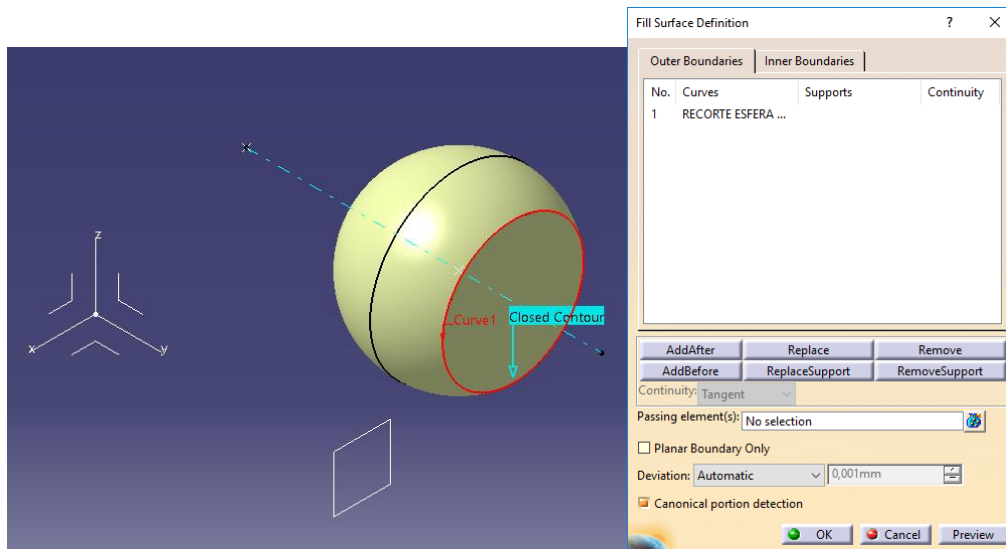 Fill Surface Definition ? ×
Outer Boundaries Inner Boundaries
No. Curves Supports Continuity
1 RECORTE ESFERA ...
z
x
y
Curve1
Closed Contour
AddAfter Replace Remove
AddBefore ReplaceSupport RemoveSupport
Continuity: Tangent
Passing element(s): No selection
Planar Boundary Only
Deviation: Automatic 0,001mm
Canonical portion detection
OK Cancel Preview